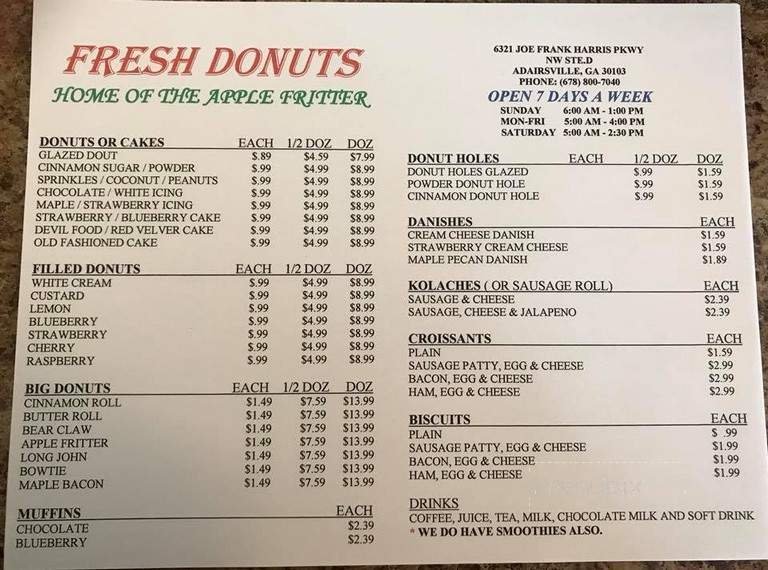 FRESH DONUTS
HOME OF THE APPLE FRITTER
DONUTS OR CAKES EACH 1/2 DOZ DOZ
GLAZED DOUT $.89 $4.59 $7.99
CINNAMON SUGAR / POWDER $.99 $4.99 $8.99
SPRINKLES / COCONUT / PEANUTS $.99 $4.99 $8.99
CHOCOLATE / WHITE ICING $.99 $4.99 $8.99
MAPLE / STRAWBERRY ICING $.99 $4.99 $8.99
STRAWBERRY / BLUEBERRY CAKE $.99 $4.99 $8.99
DEVIL FOOD / RED VELVER CAKE $.99 $4.99 $8.99
OLD FASHIONED CAKE $.99 $4.99 $8.99
FILLED DONUTS EACH 1/2 DOZ DOZ
WHITE CREAM $.99 $4.99 $8.99
CUSTARD $.99 $4.99 $8.99
LEMON $.99 $4.99 $8.99
BLUEBERRY $.99 $4.99 $8.99
STRAWBERRY $.99 $4.99 $8.99
CHERRY $.99 $4.99 $8.99
RASPBERRY $.99 $4.99 $8.99
BIG DONUTS EACH 1/2 DOZ DOZ
CINNAMON ROLL $1.49 $7.59 $13.99
BUTTER ROLL $1.49 $7.59 $13.99
BEAR CLAW $1.49 $7.59 $13.99
APPLE FRITTER $1.49 $7.59 $13.99
LONG JOHN $1.49 $7.59 $13.99
BOWTIE $1.49 $7.59 $13.99
MAPLE BACON $1.49 $7.59 $13.99
MUFFINS EACH
CHOCOLATE $2.39
BLUEBERRY $2.39
6321 JOE FRANK HARRIS PKWY
NW STE.D
ADAIRSVILLE, GA 30103
PHONE: (678) 800-7040
OPEN 7 DAYS A WEEK
SUNDAY 6:00 AM - 1:00 PM
MON-FRI 5:00 AM - 4:00 PM
SATURDAY 5:00 AM - 2:30 PM
DONUT HOLES EACH 1/2 DOZ DOZ
DONUT HOLES GLAZED $.99 $1.59
POWDER DONUT HOLE $.99 $1.59
CINNAMON DONUT HOLE $.99 $1.59
DANISHES EACH
CREAM CHEESE DANISH $1.59
STRAWBERRY CREAM CHEESE $1.59
MAPLE PECAN DANISH $1.89
KOLACHES ( OR SAUSAGE ROLL) EACH
SAUSAGE & CHEESE $2.39
SAUSAGE, CHEESE & JALAPENO $2.39
CROISSANTS EACH
PLAIN $1.59
SAUSAGE PATTY, EGG & CHEESE $2.99
BACON, EGG & CHEESE $2.99
HAM, EGG & CHEESE $2.99
BISCUITS EACH
PLAIN $ .99
SAUSAGE PATTY, EGG & CHEESE $1.99
BACON, EGG & CHEESE $1.99
HAM, EGG & CHEESE $1.99
DRINKS
COFFEE, JUICE, TEA, MILK, CHOCOLATE MILK AND SOFT DRINK
* WE DO HAVE SMOOTHIES ALSO.